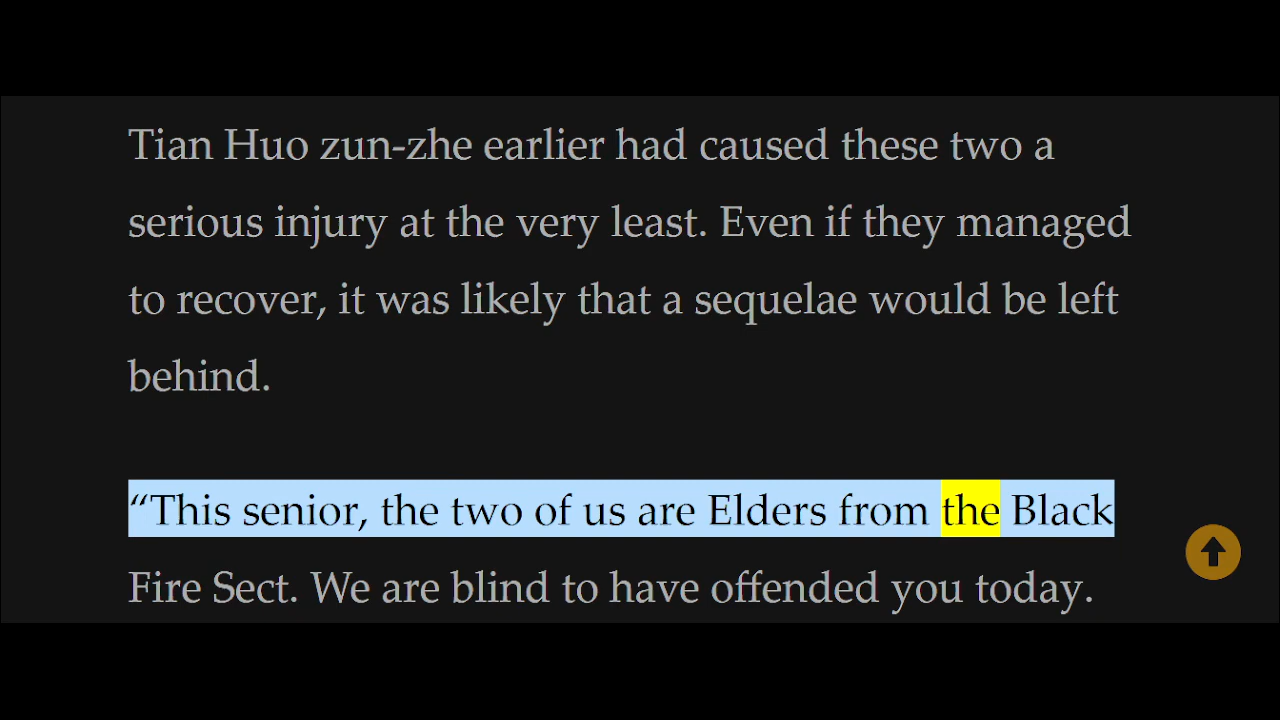 Tian Huo zun-zhe earlier had caused these two a
serious injury at the very least. Even if they managed
to recover, it was likely that a sequelae would be left
behind.
“This senior, the two of us are Elders from the Black
Fire Sect. We are blind to have offended you today.